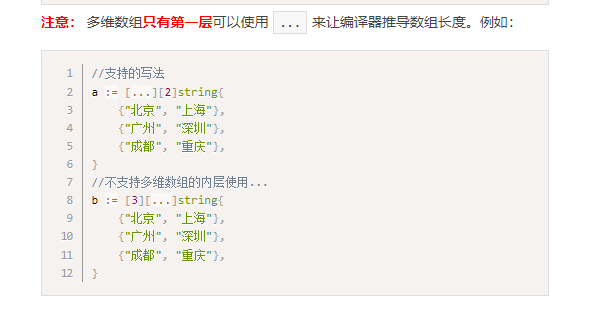 注意： 多维数组只有第一层可以使用 ... 来让编译器推导数组长度。例如：
1 //支持的写法
2 a := [...][2]string{
3 {"北京", "上海"},
4 {"广州", "深圳"},
5 {"成都", "重庆"},
6 }
7 //不支持多维数组的内层使用...
8 b := [3][...]string{
9 {"北京", "上海"},
10 {"广州", "深圳"},
11 {"成都", "重庆"},
12 }